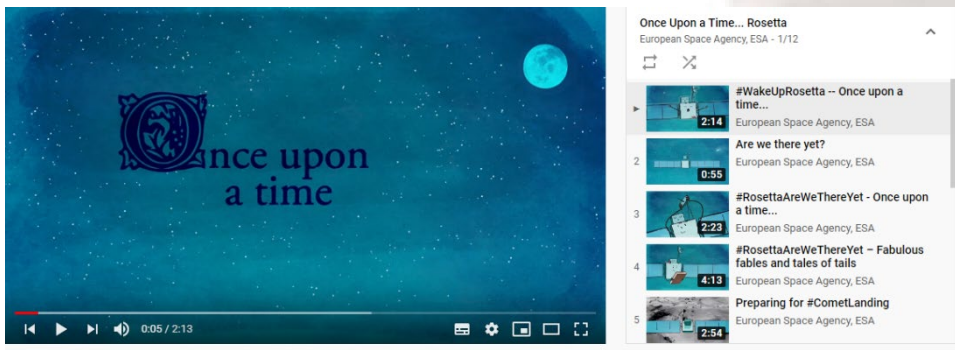 Once upon
a time
0:05 / 2:13
Once Upon a Time... Rosetta
European Space Agency, ESA - 1/12
#WakeUpRosetta -- Once upon a
time...
European Space Agency, ESA
2:14
2
Are we there yet?
European Space Agency, ESA
0:55
3
#RosettaAreWeThereYet - Once upon
a time...
European Space Agency, ESA
2:23
4
#RosettaAreWeThereYet – Fabulous
fables and tales of tails
European Space Agency, ESA
4:13
5
Preparing for #CometLanding
European Space Agency, ESA
2:54